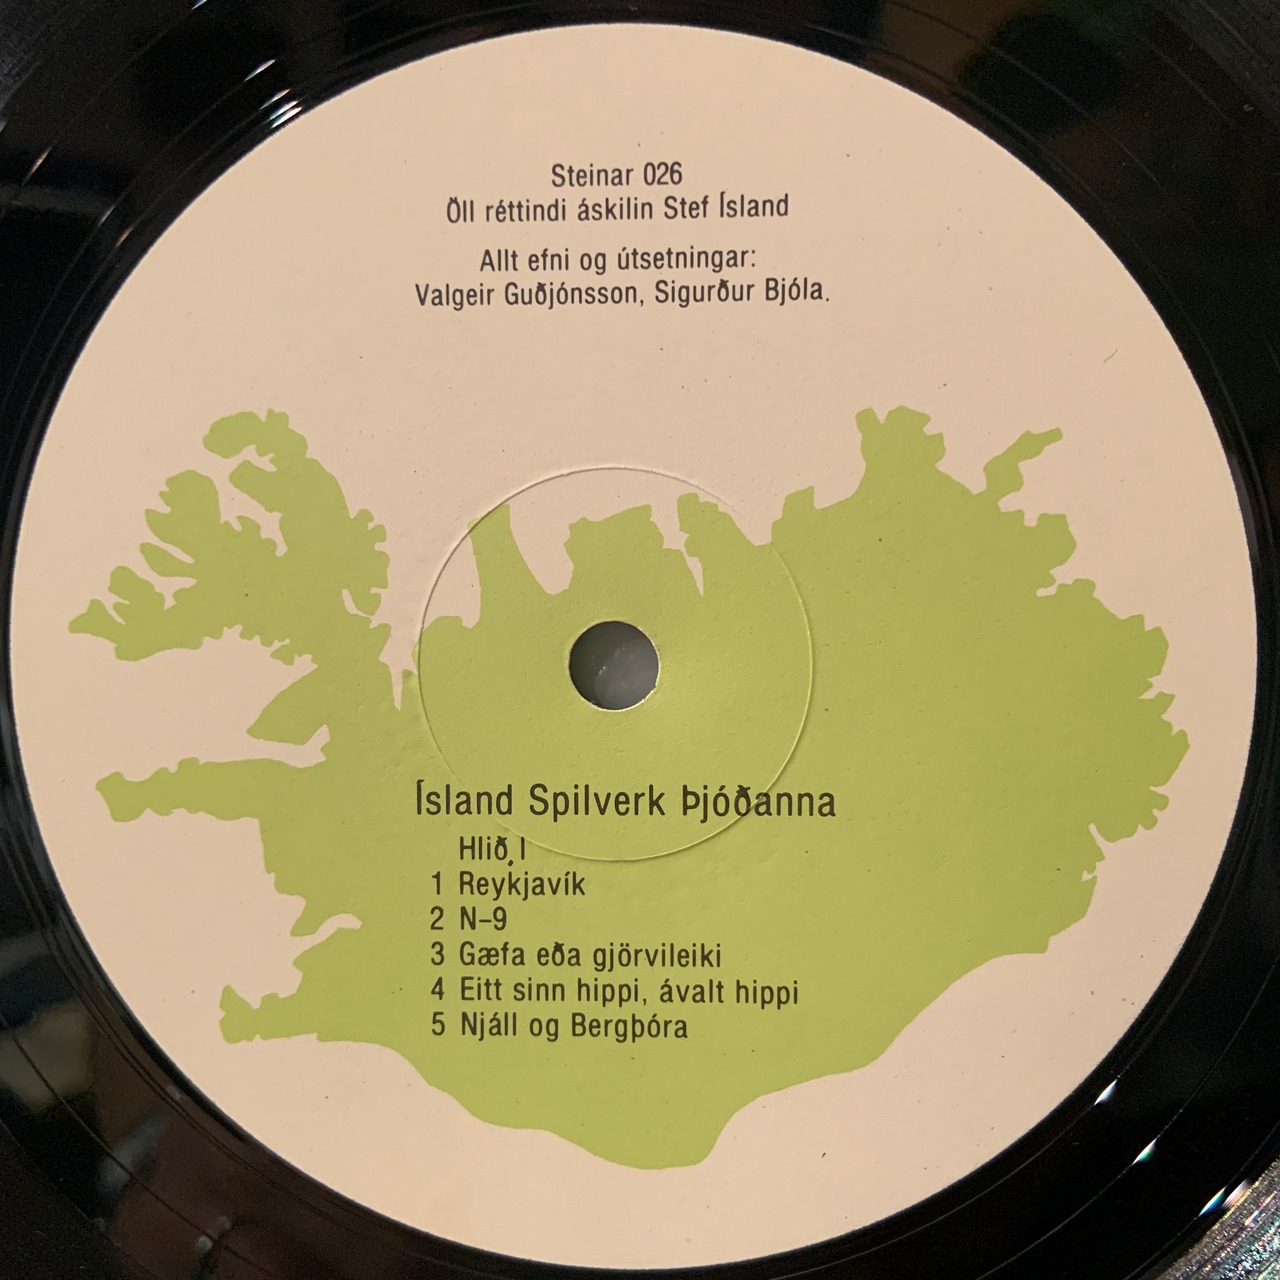 Steinar 026
Öll réttindi áskilin Stef Ísland
Allt efni og útsetningar:
Valgeir Guðjónsson, Sigurður Bjóla.
Ísland Spilverk Þjóðanna
Hlið, I
1 Reykjavík
2 N–9
3 Gæfa eða gjörvileiki
4 Eitt sinn hippi, ávalt hippi
5 Njáll og Bergþóra